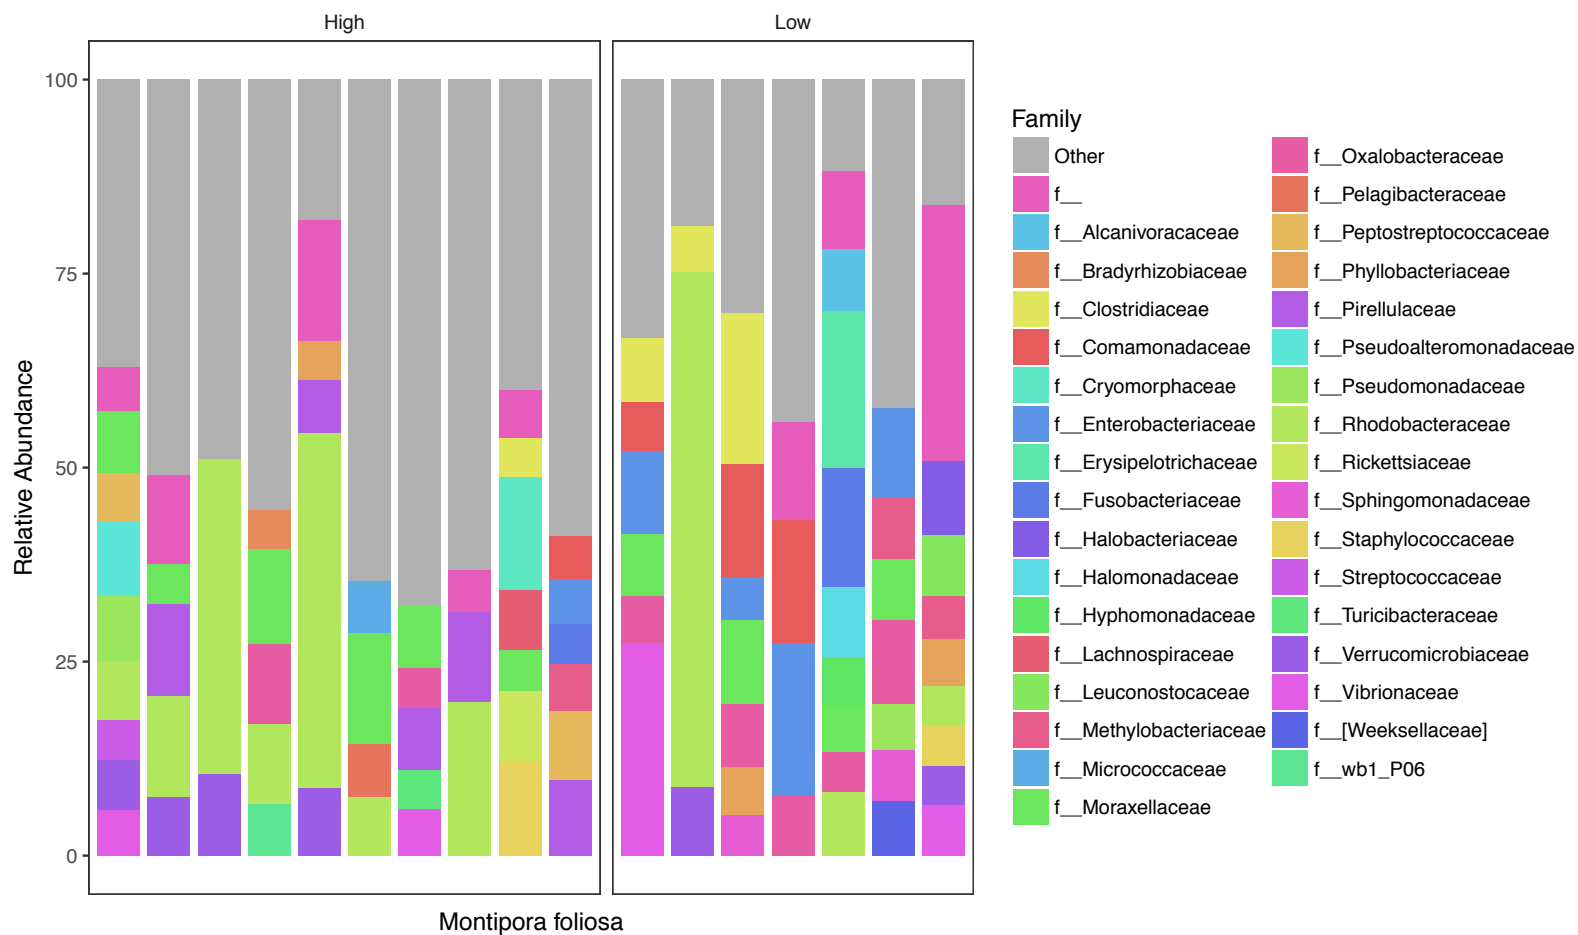 High
Low
100
75
50
25
0
Relative Abundance
Montipora foliosa
Family
Other
f__
f__Alcanivoracaceae
f__Bradyrhizobiaceae
f__Clostridiaceae
f__Comamonadaceae
f__Cryomorphaceae
f__Enterobacteriaceae
f__Erysipelotrichaceae
f__Fusobacteriaceae
f__Halobacteriaceae
f__Halomonadaceae
f__Hyphomonadaceae
f__Lachnospiraceae
f__Leuconostocaceae
f__Methylobacteriaceae
f__Micrococcaceae
f__Moraxellaceae
f__Oxalobacteraceae
f__Pelagibacteraceae
f__Peptostreptococcaceae
f__Phyllobacteriaceae
f__Pirellulaceae
f__Pseudoalteromonadaceae
f__Pseudomonadaceae
f__Rhodobacteraceae
f__Rickettsiaceae
f__Sphingomonadaceae
f__Staphylococcaceae
f__Streptococcaceae
f__Turicibacteraceae
f__Verrucomicrobiaceae
f__Vibrionaceae
f__[Weeksellaceae]
f__wb1_P06